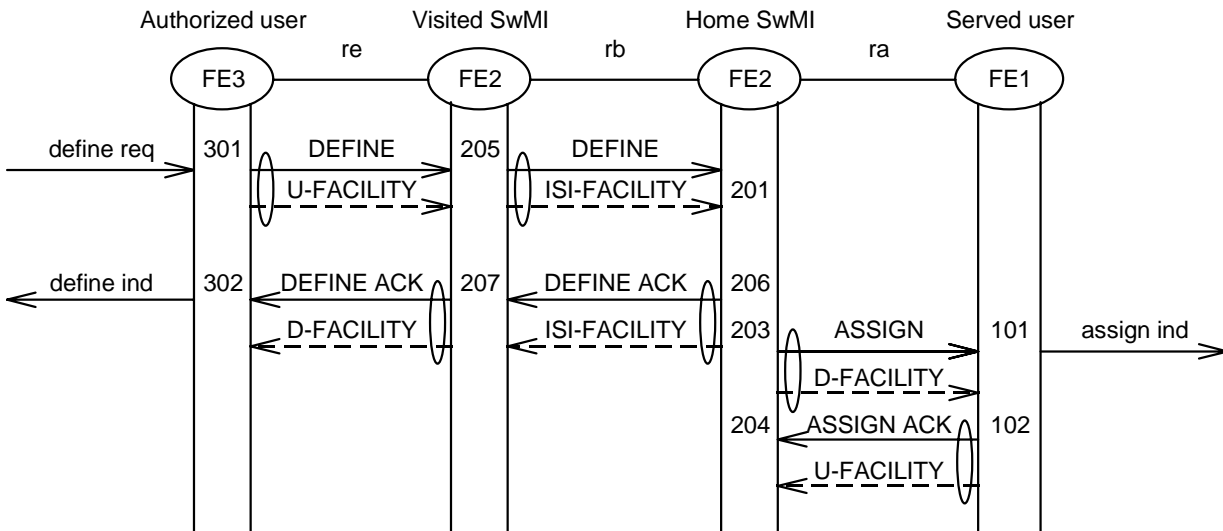 Authorized user Visited SwMI Home SwMI Served user
re rb ra
FE3 FE2 FE2 FE1
define req 301 DEFINE 205 DEFINE
U-FACILITY ISI-FACILITY 201
define ind 302 DEFINE ACK 207 DEFINE ACK 206
D-FACILITY ISI-FACILITY 203 ASSIGN 101 assign ind
D-FACILITY
204 ASSIGN ACK 102
U-FACILITY